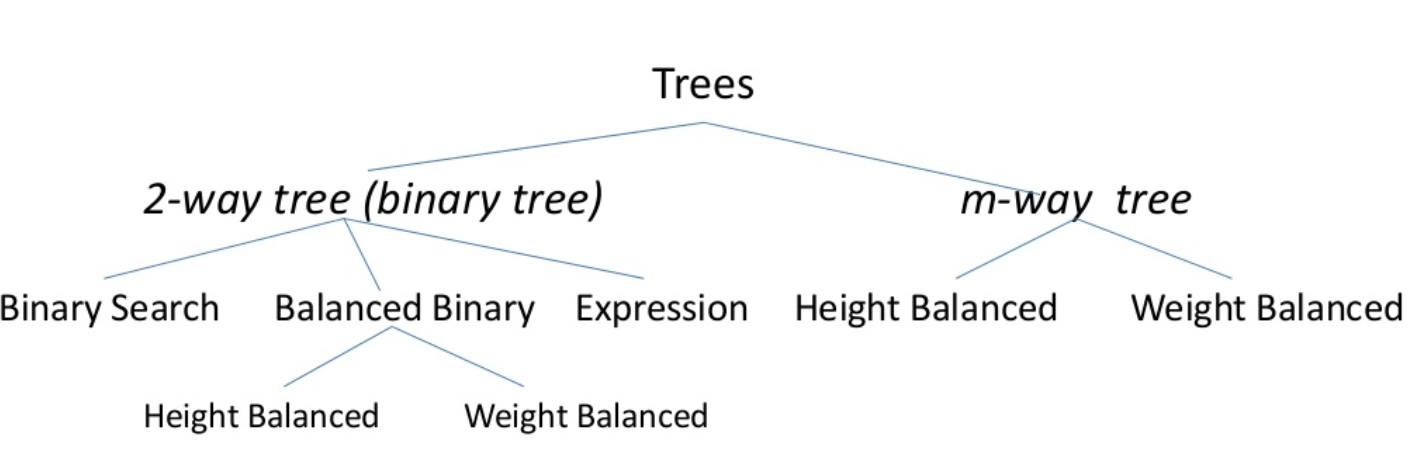 Trees
2-way tree (binary tree)
m-way tree
Binary Search
Balanced Binary
Expression
Height Balanced
Weight Balanced
Height Balanced
Weight Balanced